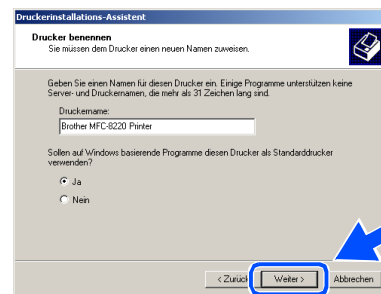 Druckerinstallations-Assistent
Drucker benennen
Sie müssen dem Drucker einen neuen Namen zuweisen.
Geben Sie einen Namen für diesen Drucker ein. Einige Programme unterstützen keine
Server- und Druckernamen, die mehr als 31 Zeichen lang sind.
Druckername:
Brother MFC-8220 Printer
Sollen auf Windows basierende Programme diesen Drucker als Standarddrucker
verwenden?
Ja
Nein
< Zurück Weiter > Abbrechen